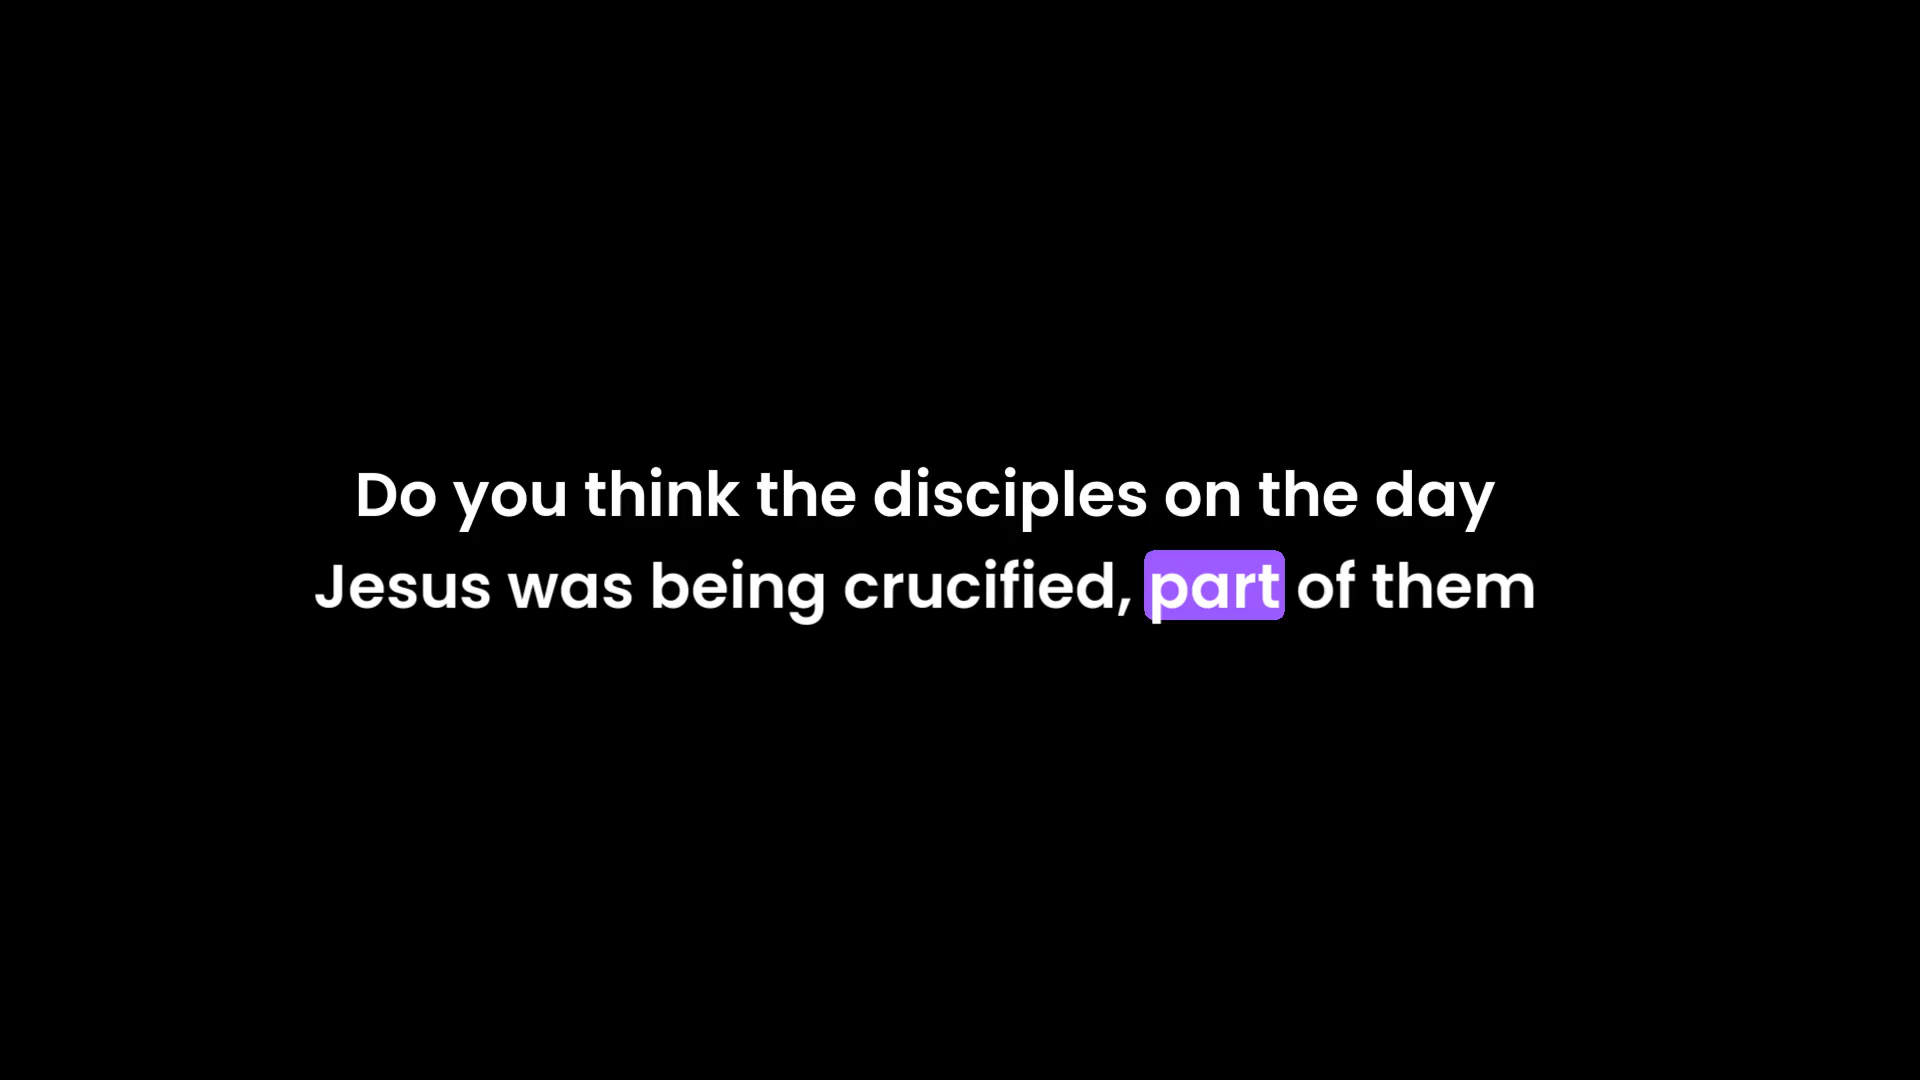 Do you think the disciples on the day
Jesus was being crucified, part of them